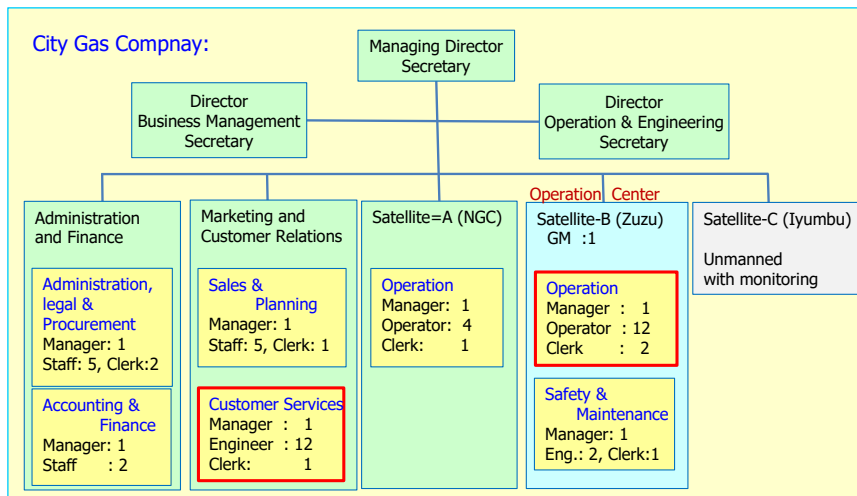 City Gas Compnay:
Managing Director
Secretary
Director
Business Management
Secretary
Director
Operation & Engineering
Secretary
Administration
and Finance
Administration,
legal &
Procurement
Manager: 1
Staff: 5, Clerk:2
Accounting &
Finance
Manager: 1
Staff : 2
Marketing and
Customer Relations
Sales &
Planning
Manager: 1
Staff: 5, Clerk: 1
Customer Services
Manager : 1
Engineer : 12
Clerk: 1
Satellite=A (NGC)
Operation
Manager: 1
Operator: 4
Clerk: 1
Operation Center
Satellite-B (Zuzu)
GM :1
Operation
Manager : 1
Operator : 12
Clerk : 2
Safety &
Maintenance
Manager: 1
Eng.: 2, Clerk:1
Satellite-C (Iyumbu)
Unmanned
with monitoring